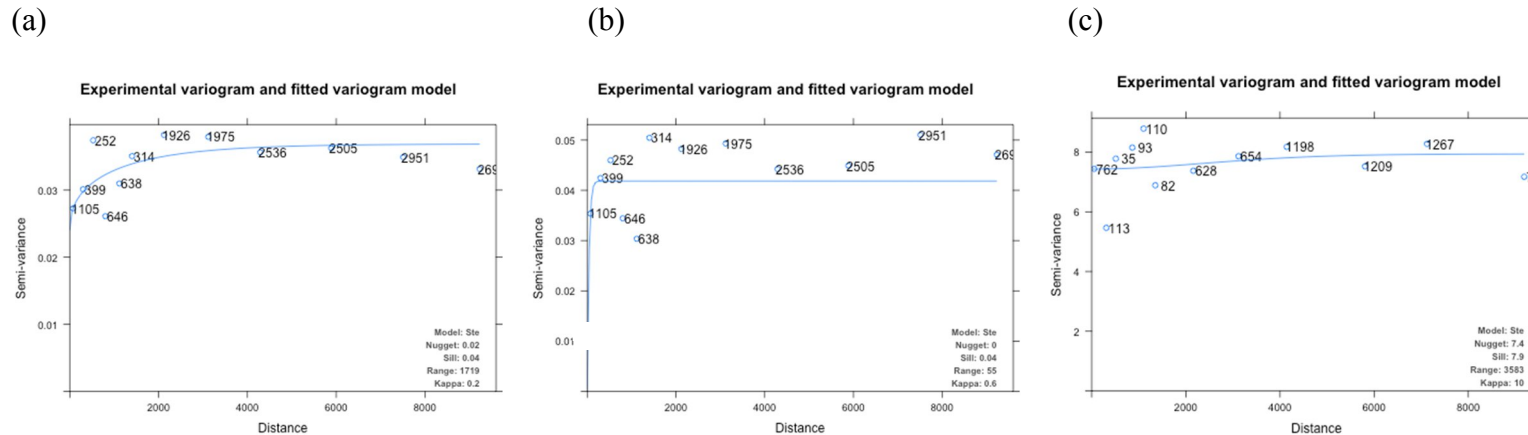 (a)
Experimental variogram and fitted variogram model
Semi-variance
0.03
0.02
0.01
252
1926
1975
314
2536
2505
2951
269
638
399
1105
646
Model: Ste
Nugget: 0.02
Sill: 0.04
Range: 1719
Kappa: 0.2
2000
4000
6000
8000
Distance
(b)
Experimental variogram and fitted variogram model
Semi-variance
0.05
0.04
0.03
0.02
0.01
314
2951
1926
1975
269
252
2536
2505
399
1105
646
638
Model: Ste
Nugget: 0
Sill: 0.04
Range: 55
Kappa: 0.6
2000
4000
6000
8000
Distance
(c)
Experimental variogram and fitted variogram model
Semi-variance
8
6
4
2
110
93
1198
1267
35
654
762
628
1209
82
113
Model: Ste
Nugget: 7.4
Sill: 7.9
Range: 3583
Kappa: 10
2000
4000
6000
8000
Distance